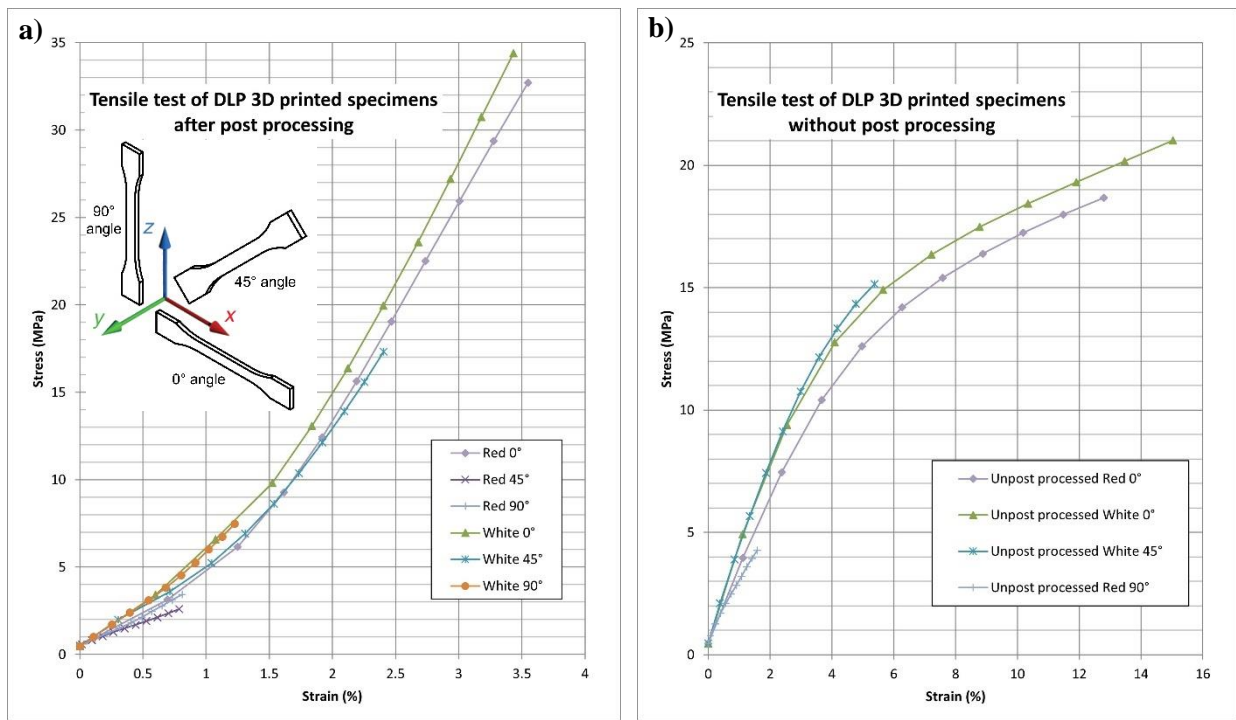 a)
35
30
25
20
15
10
5
0
Stress (MPa)
Tensile test of DLP 3D printed specimens
after post processing
90°
angle
z
45° angle
y
x
0° angle
Red 0°
Red 45°
Red 90°
White 0°
White 45°
White 90°
0 0.5 1 1.5 2 2.5 3 3.5 4
Strain (%)
b)
25
20
15
10
5
0
Stress (MPa)
Tensile test of DLP 3D printed specimens
without post processing
Unpost processed Red 0°
Unpost processed White 0°
Unpost processed White 45°
Unpost processed Red 90°
0 2 4 6 8 10 12 14 16
Strain (%)